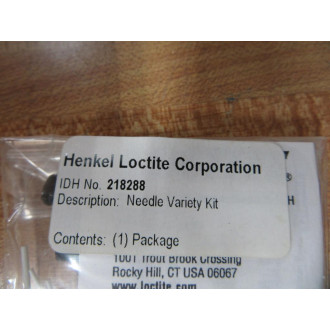 Henkel Loctite Corporation
IDH No. 218288
Description: Needle Variety Kit
Contents: (1) Package
1001 Trout Brook Crossing
Rocky Hill, CT USA 06067
www.loctite.com